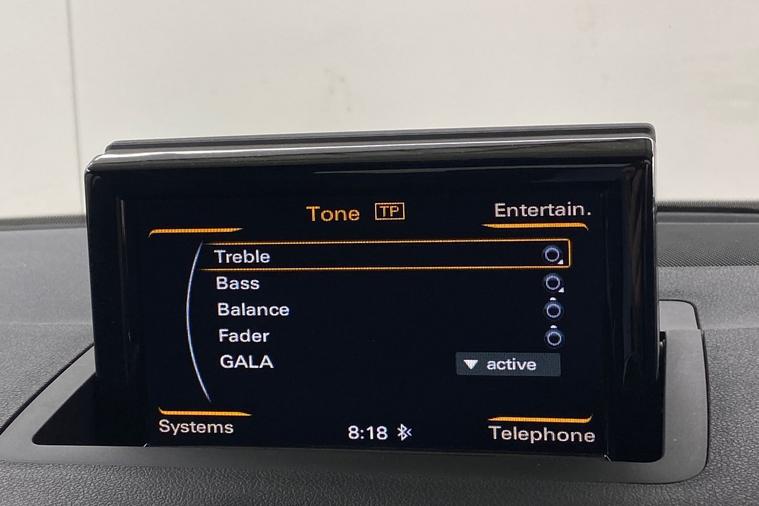 Tone TP Entertain.
Treble
Bass
Balance
Fader
GALA active
Systems 8:18 Telephone